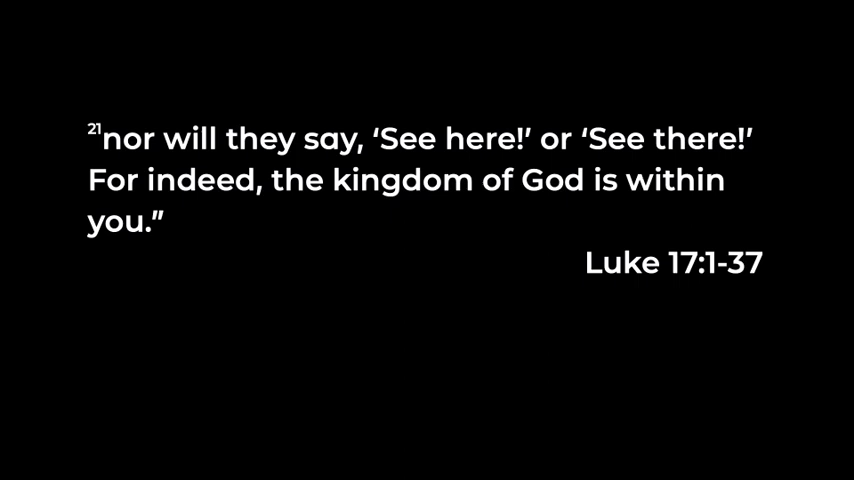 21nor will they say, ‘See here!’ or ‘See there!’
For indeed, the kingdom of God is within
you.”
Luke 17:1-37